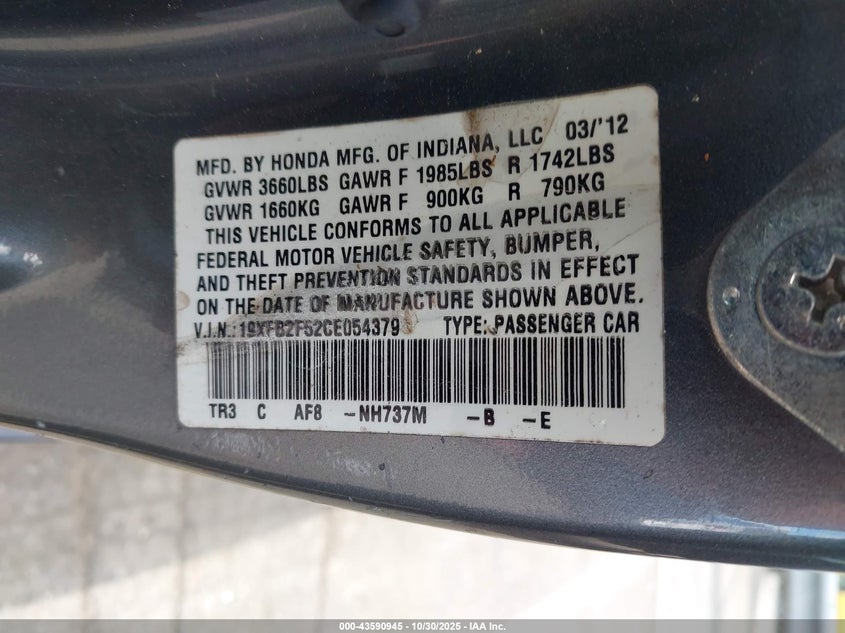 MFD. BY HONDA MFG. OF INDIANA, LLC 03/'12
GVWR 3660LBS GAWR F 1985LBS R 1742LBS
GVWR 1660KG GAWR F 900KG R 790KG
THIS VEHICLE CONFORMS TO ALL APPLICABLE
FEDERAL MOTOR VEHICLE SAFETY, BUMPER,
AND THEFT PREVENTION STANDARDS IN EFFECT
ON THE DATE OF MANUFACTURE SHOWN ABOVE.
V.I.N.:19XFB2F52CE054379 TYPE: PASSENGER CAR
TR3 C AF8 -NH737M -B -E
000-43590945 - 10/30/2025 - IAA Inc.